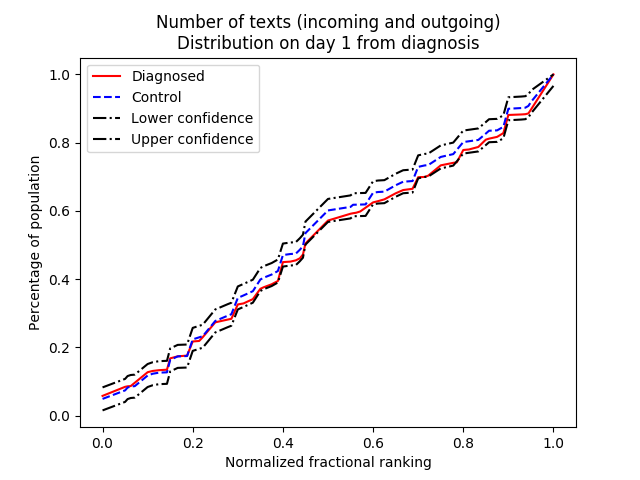 Number of texts (incoming and outgoing)
Distribution on day 1 from diagnosis
Diagnosed
Control
Lower confidence
Upper confidence
Percentage of population
1.0
0.8
0.6
0.4
0.2
0.0
0.0 0.2 0.4 0.6 0.8 1.0
Normalized fractional ranking